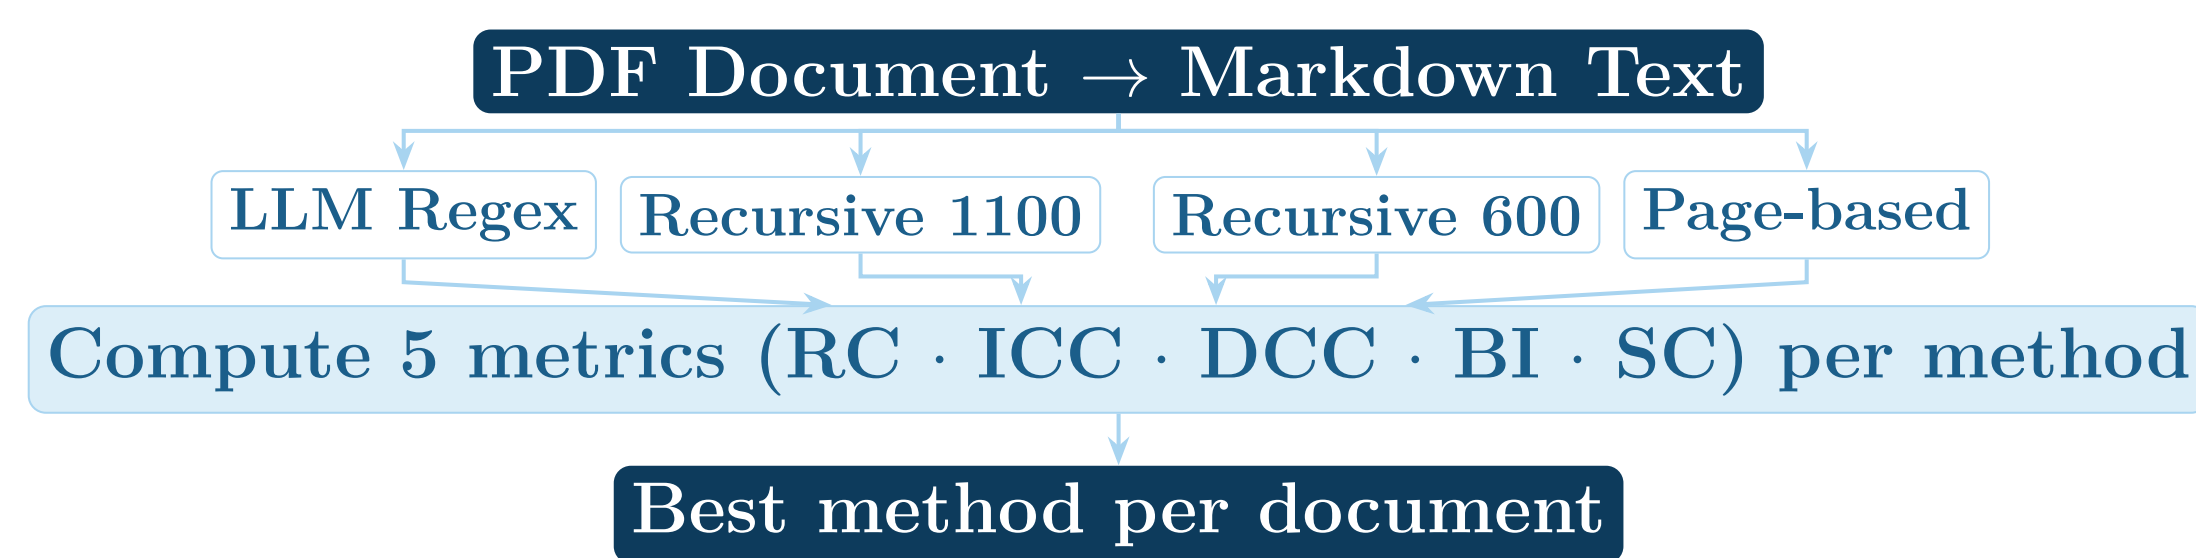 PDF Document → Markdown Text
LLM Regex
Recursive 1100
Recursive 600
Page-based
Compute 5 metrics (RC · ICC · DCC · BI · SC) per method
Best method per document